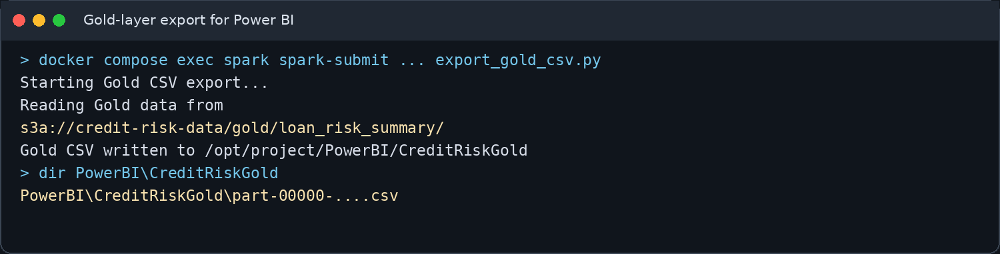 Gold-layer export for Power BI
> docker compose exec spark spark-submit ... export_gold_csv.py
Starting Gold CSV export...
Reading Gold data from
s3a://credit-risk-data/gold/loan_risk_summary/
Gold CSV written to /opt/project/PowerBI/CreditRiskGold
> dir PowerBI\CreditRiskGold
PowerBI\CreditRiskGold\part-00000-....csv